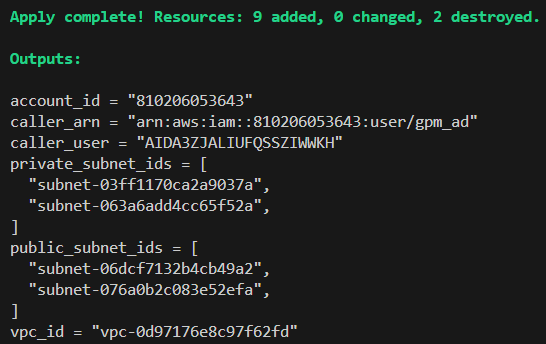 Apply complete! Resources: 9 added, 0 changed, 2 destroyed.
Outputs:
account_id = "810206053643"
caller_arn = "arn:aws:iam::810206053643:user/gpm_ad"
caller_user = "AIDA3ZJALIUFQSSZIWWKH"
private_subnet_ids = [
  "subnet-03ff1170ca2a9037a",
  "subnet-063a6add4cc65f52a",
]
public_subnet_ids = [
  "subnet-06dcf7132b4cb49a2",
  "subnet-076a0b2c083e52efa",
]
vpc_id = "vpc-0d97176e8c97f62fd"